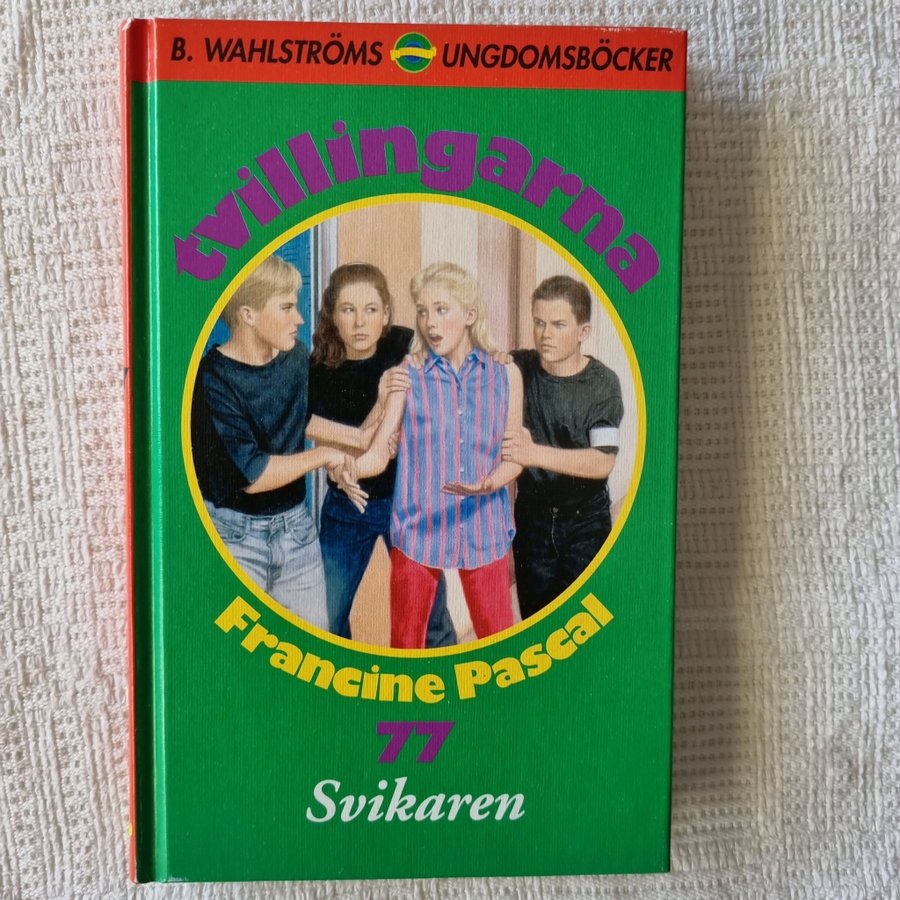 B. WAHLSTRÖMS UNGDOMSBÖCKER
tvillingarna
Francine Pascal
77
Svikaren